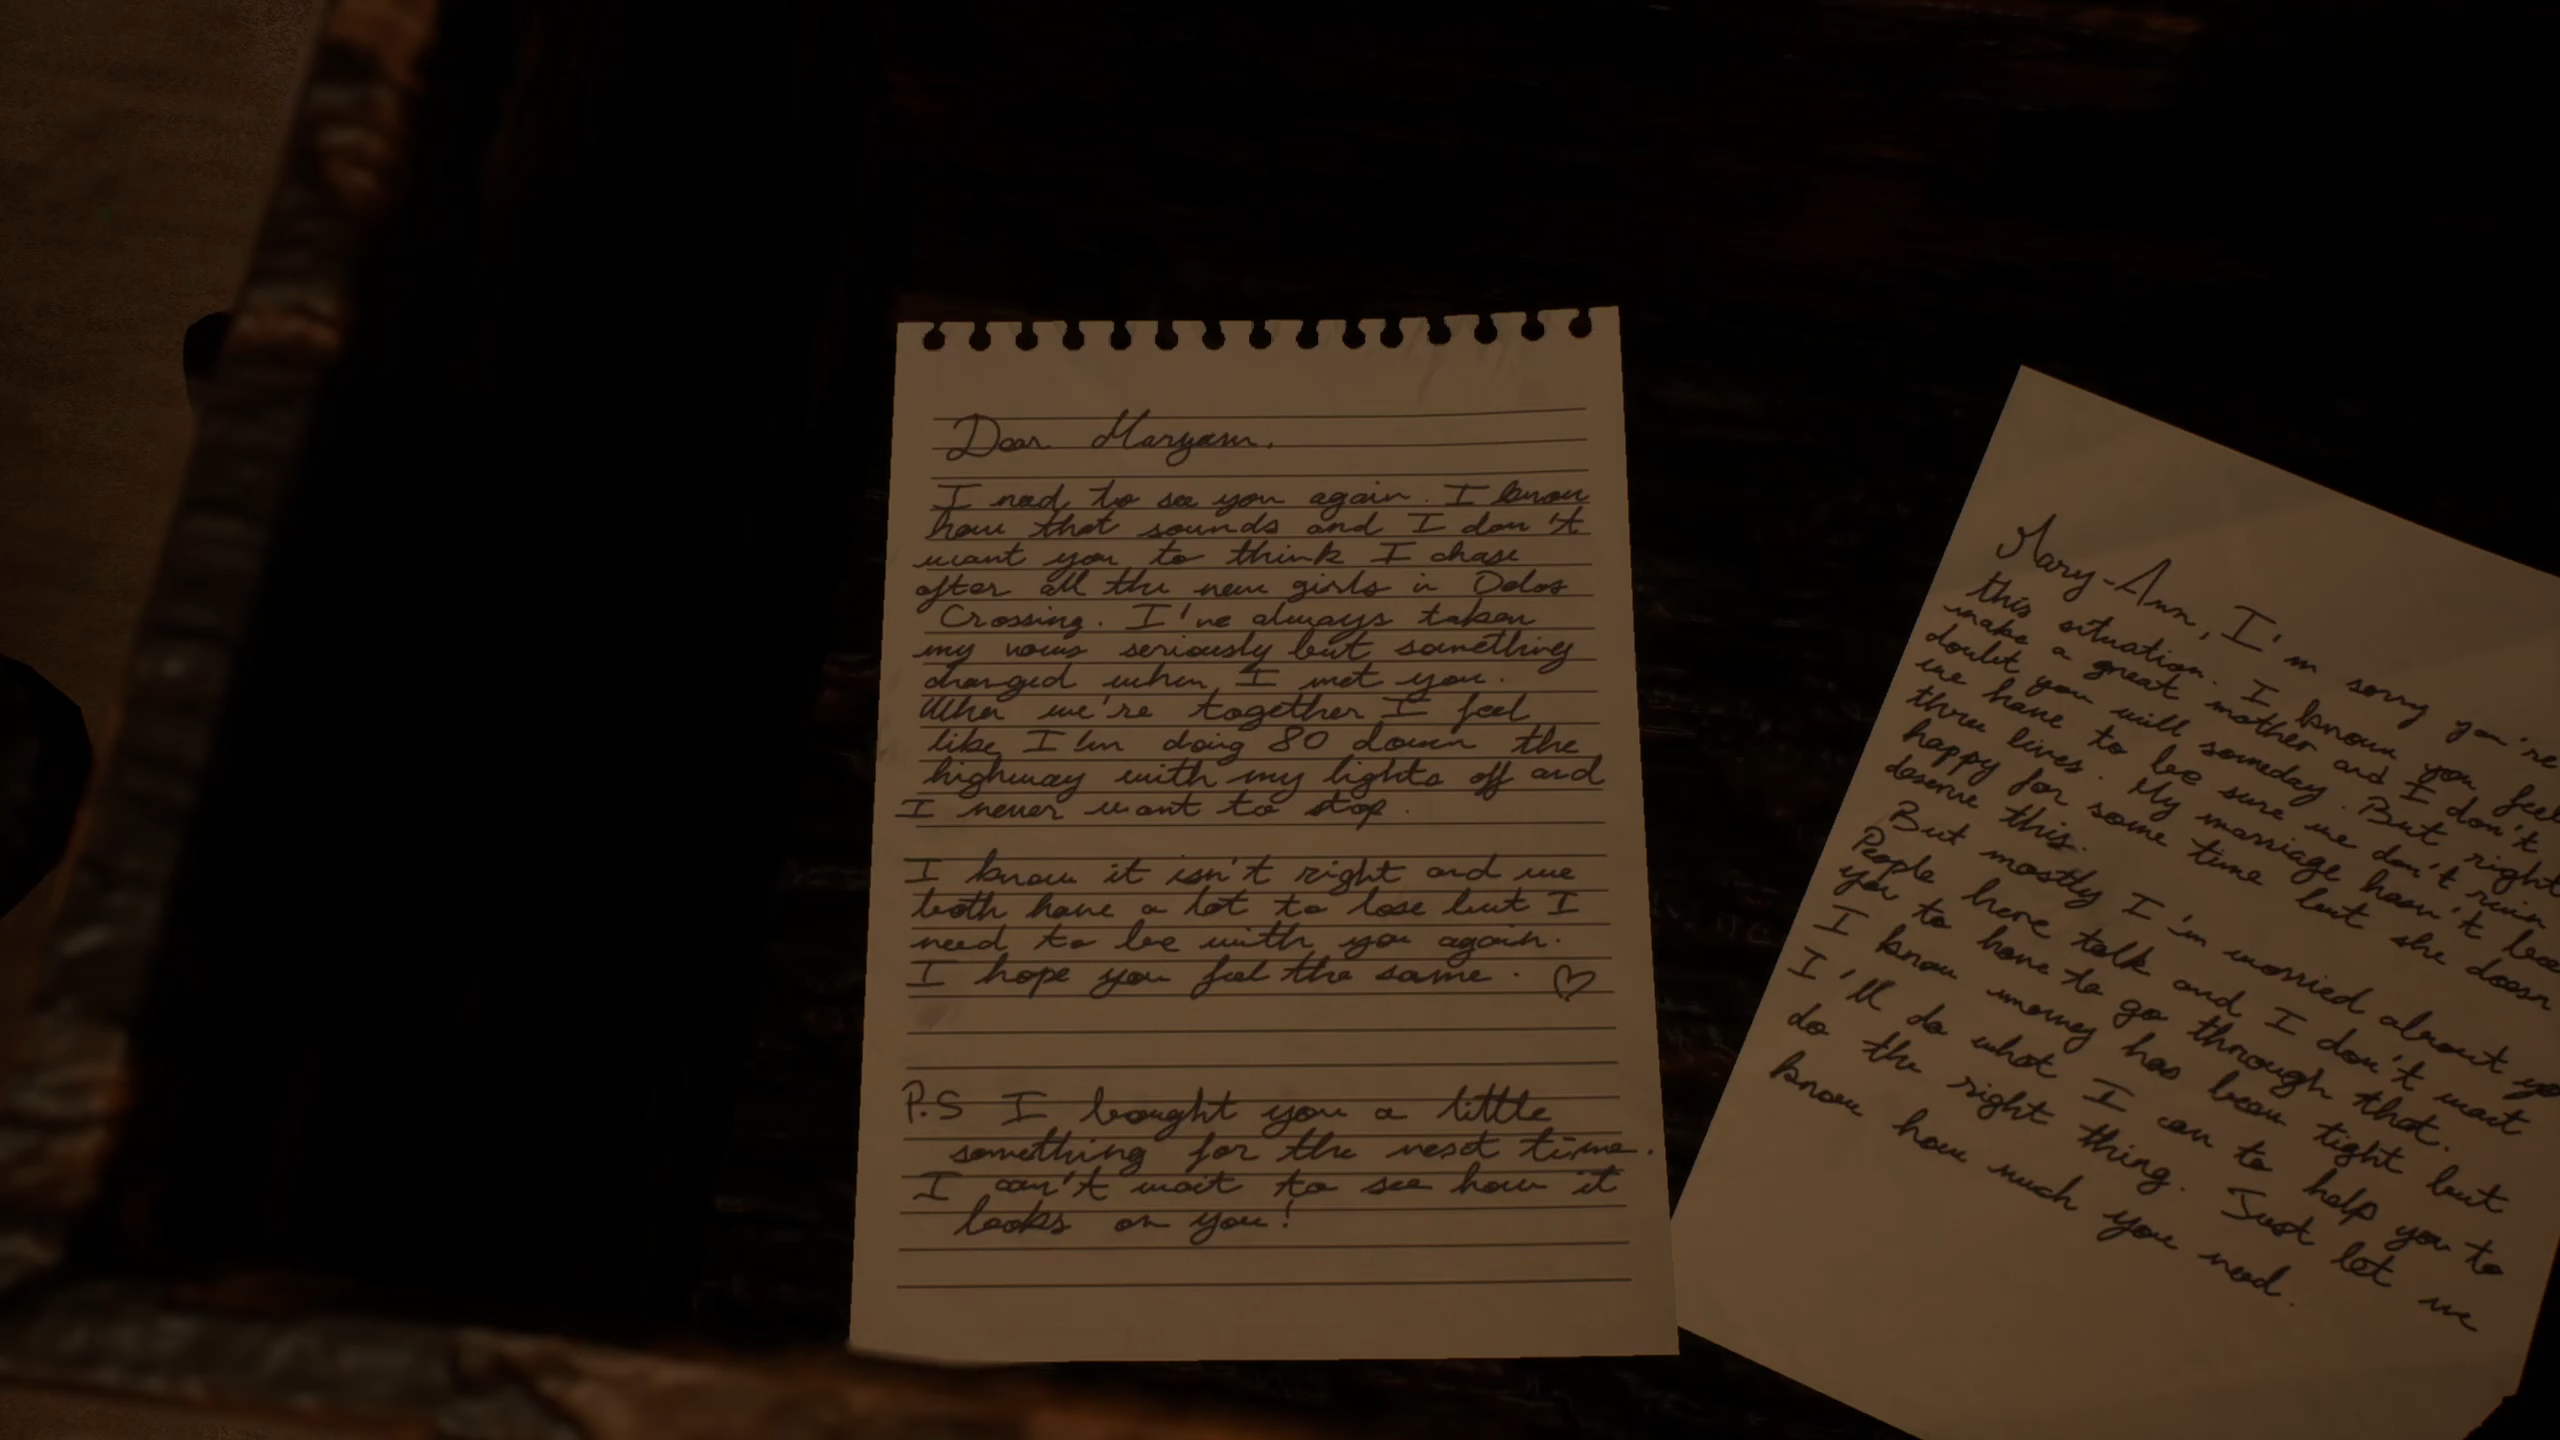 Dear Maryann,
I need to see you again. I know
how that sounds and I don't
want you to think I chase
after all the new girls in Delos
Crossing. I've always taken
my vows seriously but something
changed when I met you.
When we're together I feel
like I'm doing 80 down the
highway with my lights off and
I never want to stop.
I know it isn't right and we
both have a lot to lose but I
need to be with you again.
I hope you feel the same. ♡
P.S I bought you a little
something for the next time.
I can't wait to see how it
looks on you!
Mary-Ann, I'm sorry you're
this situation. I know you feel
make a great mother and I don't
doubt you will someday. But right
we have to be sure we don't ruin
three lives. My marriage hasn't bee
happy for some time but she doesn
deserve this.
But mostly I'm worried about yo
People here talk and I don't want
you to have to go through that.
I know money has been tight but
I'll do what I can to help you to
do the right thing. Just let me
know how much you need.